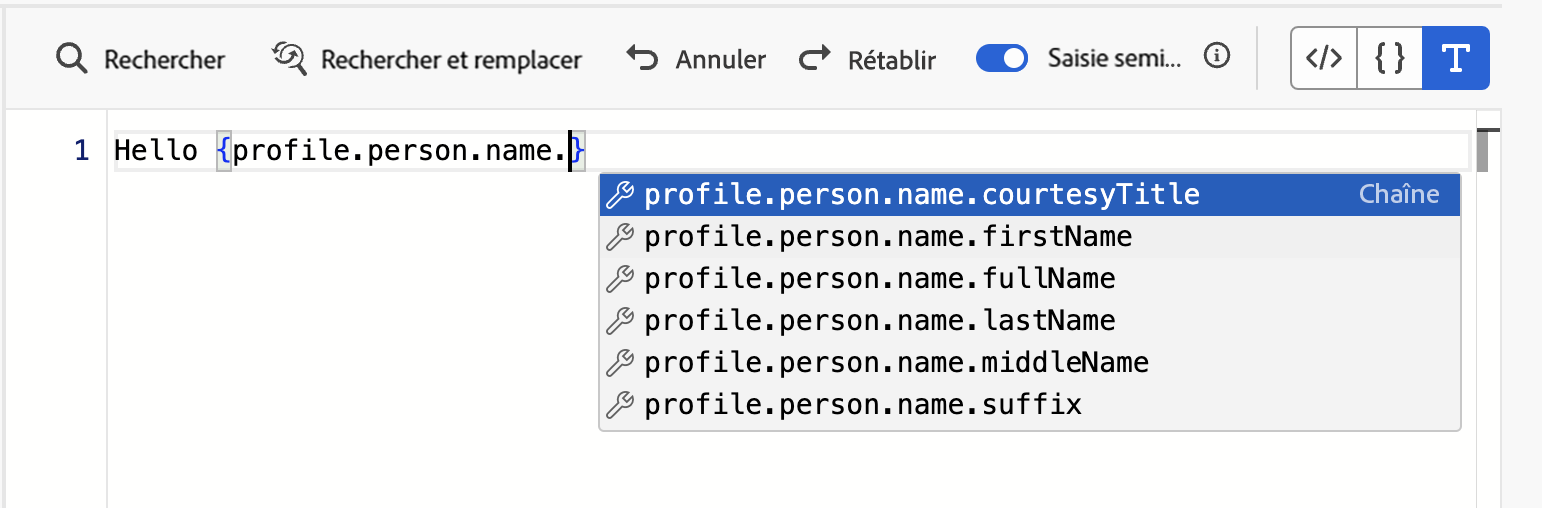 Rechercher Rechercher et remplacer Annuler Rétablir Saisie semi... </> { } T
1 Hello {profile.person.name.}
profile.person.name.courtesyTitle Chaîne
profile.person.name.firstName
profile.person.name.fullName
profile.person.name.lastName
profile.person.name.middleName
profile.person.name.suffix